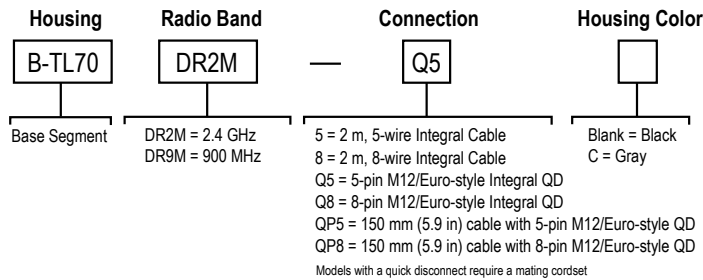 Housing Radio Band Connection Housing Color
B-TL70 DR2M — Q5
Base Segment
DR2M = 2.4 GHz
DR9M = 900 MHz
5 = 2 m, 5-wire Integral Cable
8 = 2 m, 8-wire Integral Cable
Q5 = 5-pin M12/Euro-style Integral QD
Q8 = 8-pin M12/Euro-style Integral QD
QP5 = 150 mm (5.9 in) cable with 5-pin M12/Euro-style QD
QP8 = 150 mm (5.9 in) cable with 8-pin M12/Euro-style QD
Models with a quick disconnect require a mating cordset
Blank = Black
C = Gray